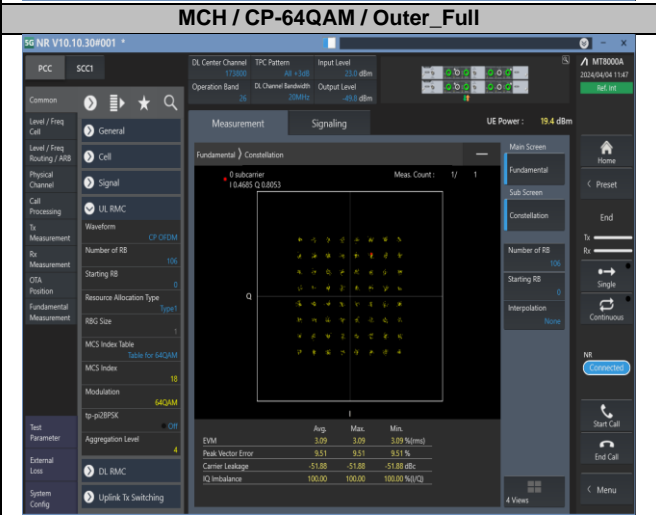 MCH / CP-64QAM / Outer_Full
5G NR V10.10.30#001 *
PCC SCC1
DL Center Channel TPC Pattern Input Level
173800 All +3dB 23.0 dBm
Operation Band DL Channel Bandwidth Output Level
26 20MHz -49.0 dBm
MT8000A
2024/04/04 11:47
Ref. Int
Common
Level / Freq
Cell
Level / Freq
Routing / ARB
Physical
Channel
Call
Processing
Tx
Measurement
Rx
Measurement
OTA
Position
Fundamental
Measurement
Test
Parameter
External
Loss
System
Config
General
Cell
Signal
UL RMC
Waveform
CP OFDM
Number of RB
106
Starting RB
0
Resource Allocation Type
Type1
RBG Size
1
MCS Index Table
Table for 64QAM
MCS Index
18
Modulation
64QAM
tp-pi2BPSK
Off
Aggregation Level
4
DL RMC
Uplink Tx Switching
Measurement Signaling UE Power : 19.4 dBm
Fundamental Constellation
0 subcarrier Meas. Count : 1/ 1
I 0.4685 Q 0.8053
Q
I
Avg. Max. Min.
EVM 3.09 3.09 3.09 %(rms)
Peak Vector Error 9.51 9.51 9.51 %
Carrier Leakage -51.88 -51.88 -51.88 dBc
IQ Imbalance 100.00 100.00 100.00 %(I/Q)
Main Screen
Fundamental
Sub Screen
Constellation
Number of RB
106
Starting RB
0
Interpolation
None
4 Views
Home
Preset
End
Tx
Rx
Single
Continuous
NR
Connected
Start Call
End Call
Menu